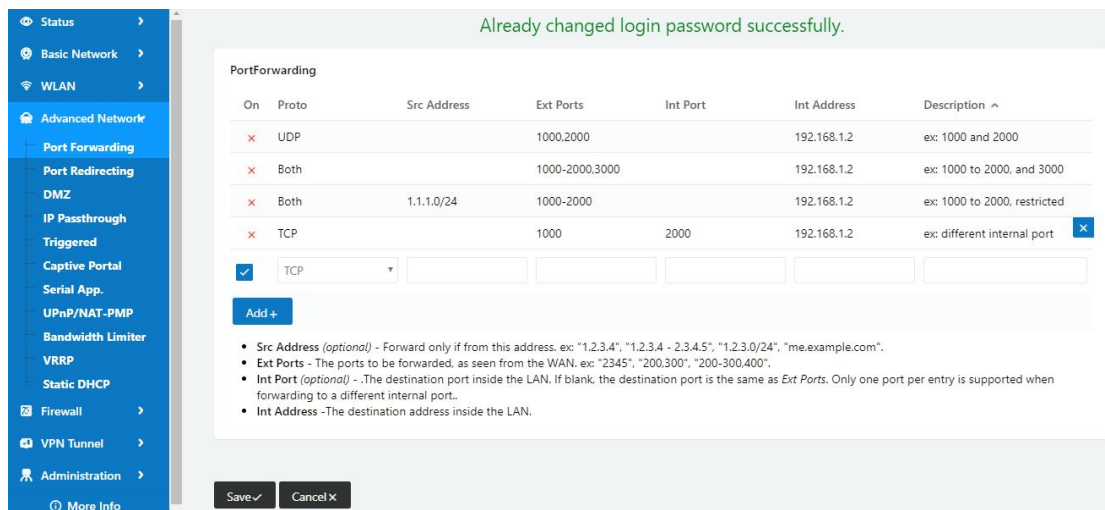 Already changed login password successfully.
Status
Basic Network
WLAN
Advanced Network
Port Forwarding
Port Redirecting
DMZ
IP Passthrough
Triggered
Captive Portal
Serial App.
UPnP/NAT-PMP
Bandwidth Limiter
VRRP
Static DHCP
Firewall
VPN Tunnel
Administration
More Info
PortForwarding
On Proto Src Address Ext Ports Int Port Int Address Description
UDP 1000,2000 192.168.1.2 ex: 1000 and 2000
Both 1000-2000,3000 192.168.1.2 ex: 1000 to 2000, and 3000
Both 1.1.1.0/24 1000-2000 192.168.1.2 ex: 1000 to 2000, restricted
TCP 1000 2000 192.168.1.2 ex: different internal port
TCP
Add +
• Src Address (optional) - Forward only if from this address. ex: "1.2.3.4", "1.2.3.4 - 2.3.4.5", "1.2.3.0/24", "me.example.com".
• Ext Ports - The ports to be forwarded, as seen from the WAN. ex: "2345", "200,300", "200-300,400".
• Int Port (optional) - .The destination port inside the LAN. If blank, the destination port is the same as Ext Ports. Only one port per entry is supported when
forwarding to a different internal port..
• Int Address -The destination address inside the LAN.
Save
Cancel